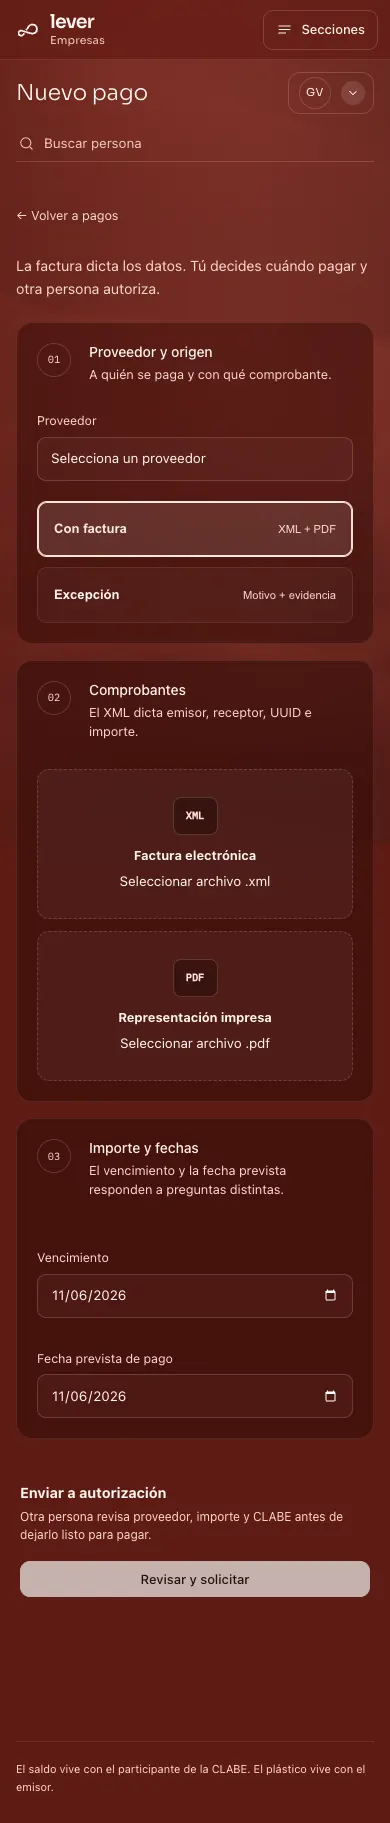 lever
Empresas
Secciones
Nuevo pago
GV
Buscar persona
← Volver a pagos
La factura dicta los datos. Tú decides cuándo pagar y
otra persona autoriza.
01
Proveedor y origen
A quién se paga y con qué comprobante.
Proveedor
Selecciona un proveedor
Con factura
XML + PDF
Excepción
Motivo + evidencia
02
Comprobantes
El XML dicta emisor, receptor, UUID e
importe.
XML
Factura electrónica
Seleccionar archivo .xml
PDF
Representación impresa
Seleccionar archivo .pdf
03
Importe y fechas
El vencimiento y la fecha prevista
responden a preguntas distintas.
Vencimiento
11/06/2026
Fecha prevista de pago
11/06/2026
Enviar a autorización
Otra persona revisa proveedor, importe y CLABE antes de
dejarlo listo para pagar.
Revisar y solicitar
El saldo vive con el participante de la CLABE. El plástico vive con el
emisor.